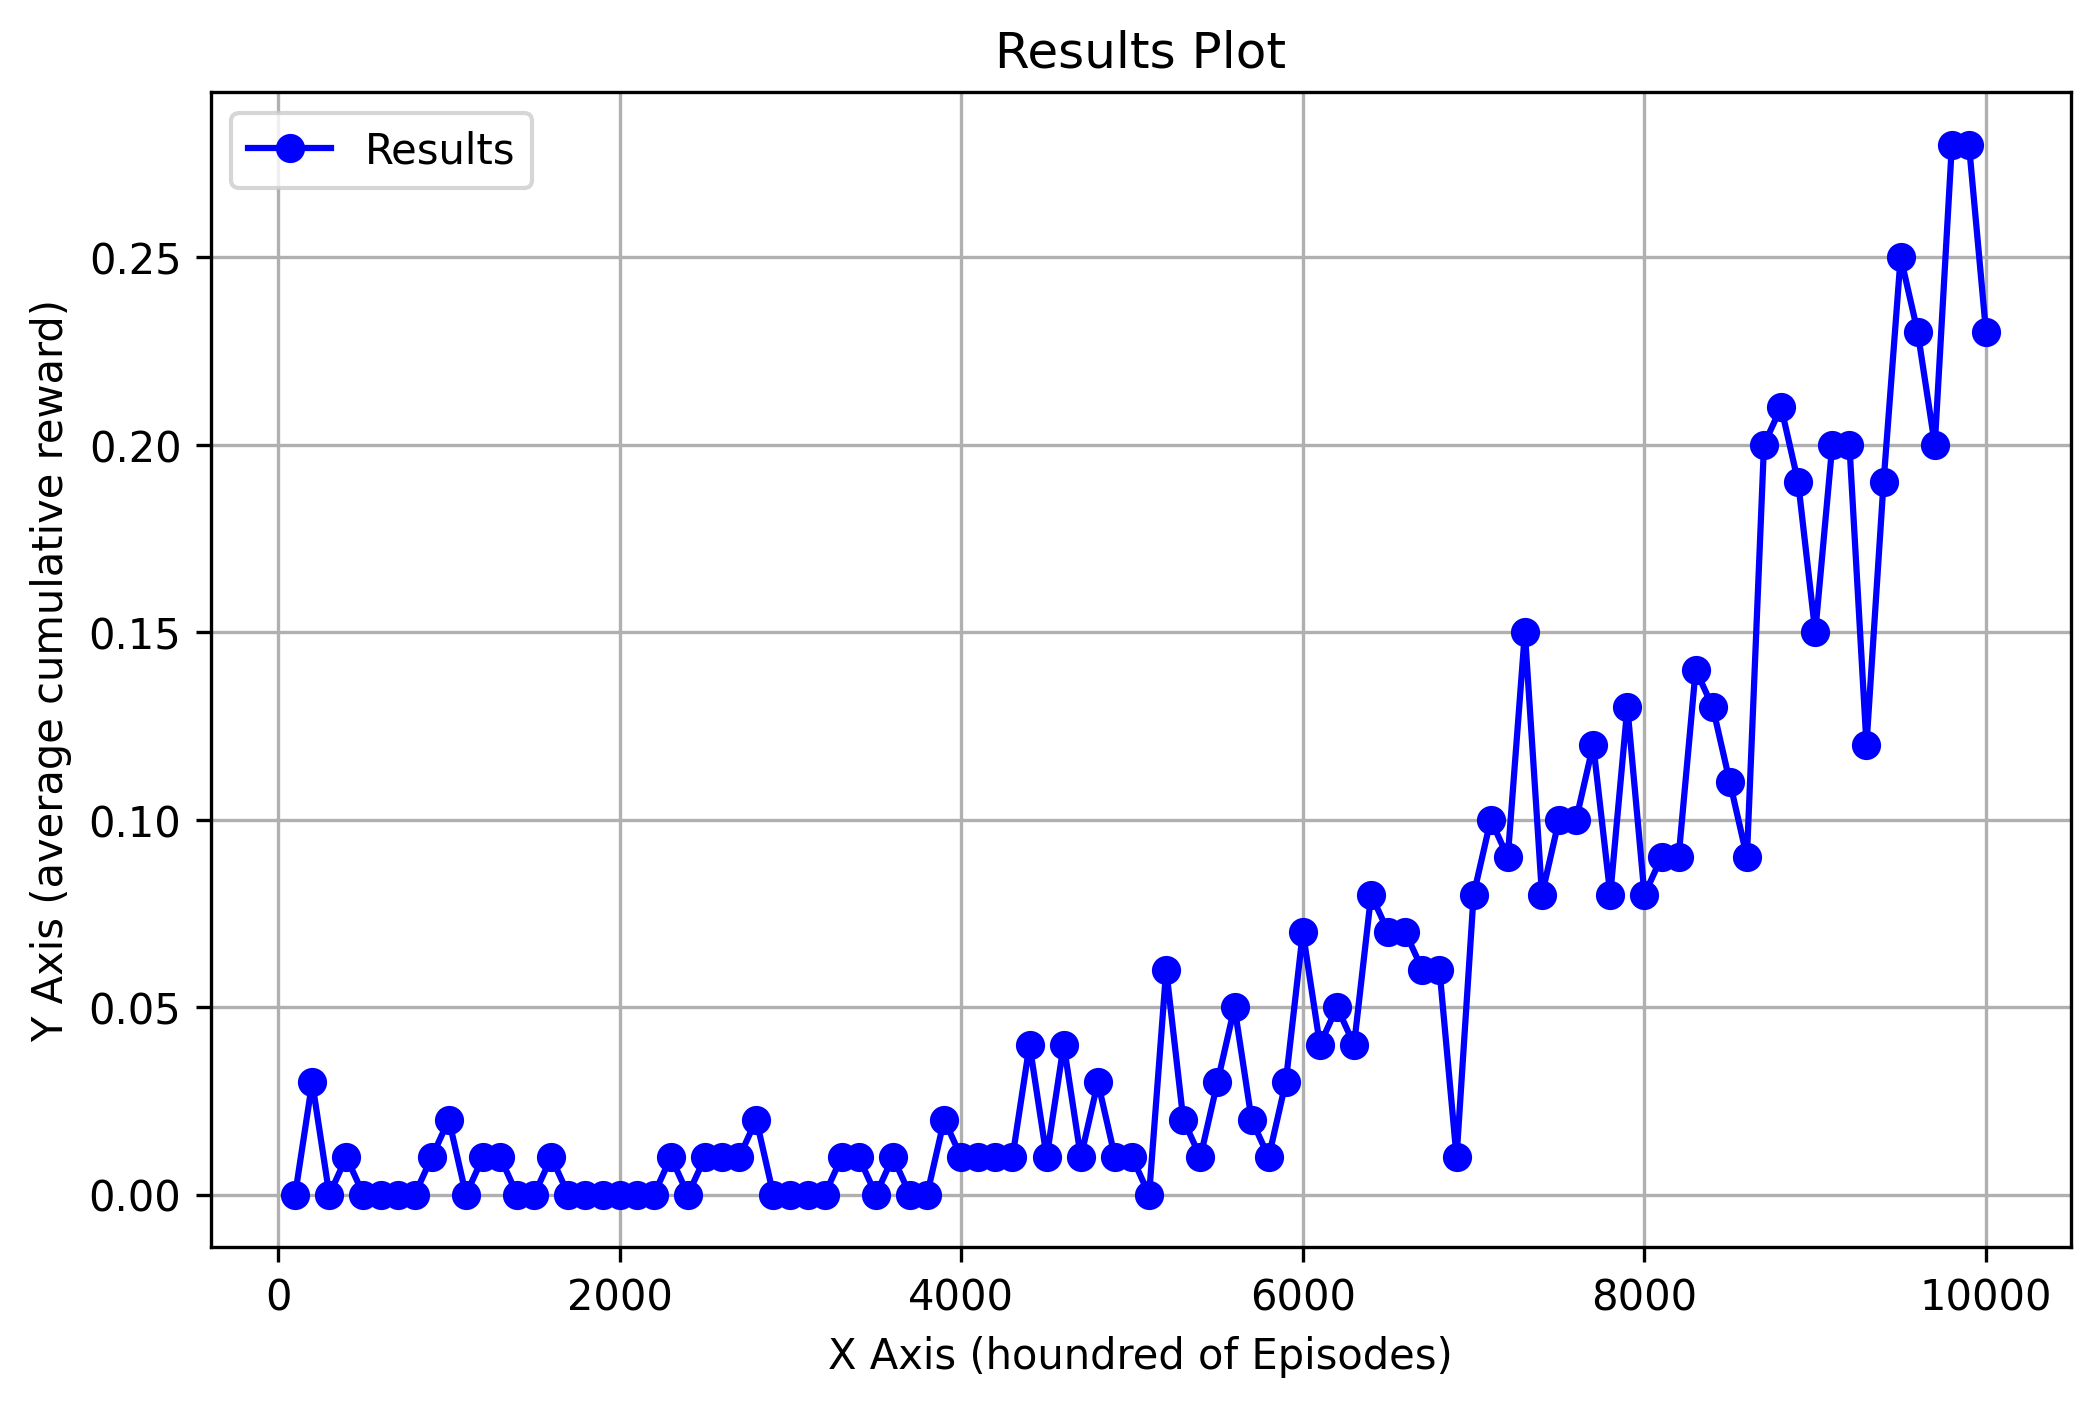 Results Plot
Results
0.25
0.20
0.15
0.10
0.05
0.00
Y Axis (average cumulative reward)
0 2000 4000 6000 8000 10000
X Axis (houndred of Episodes)